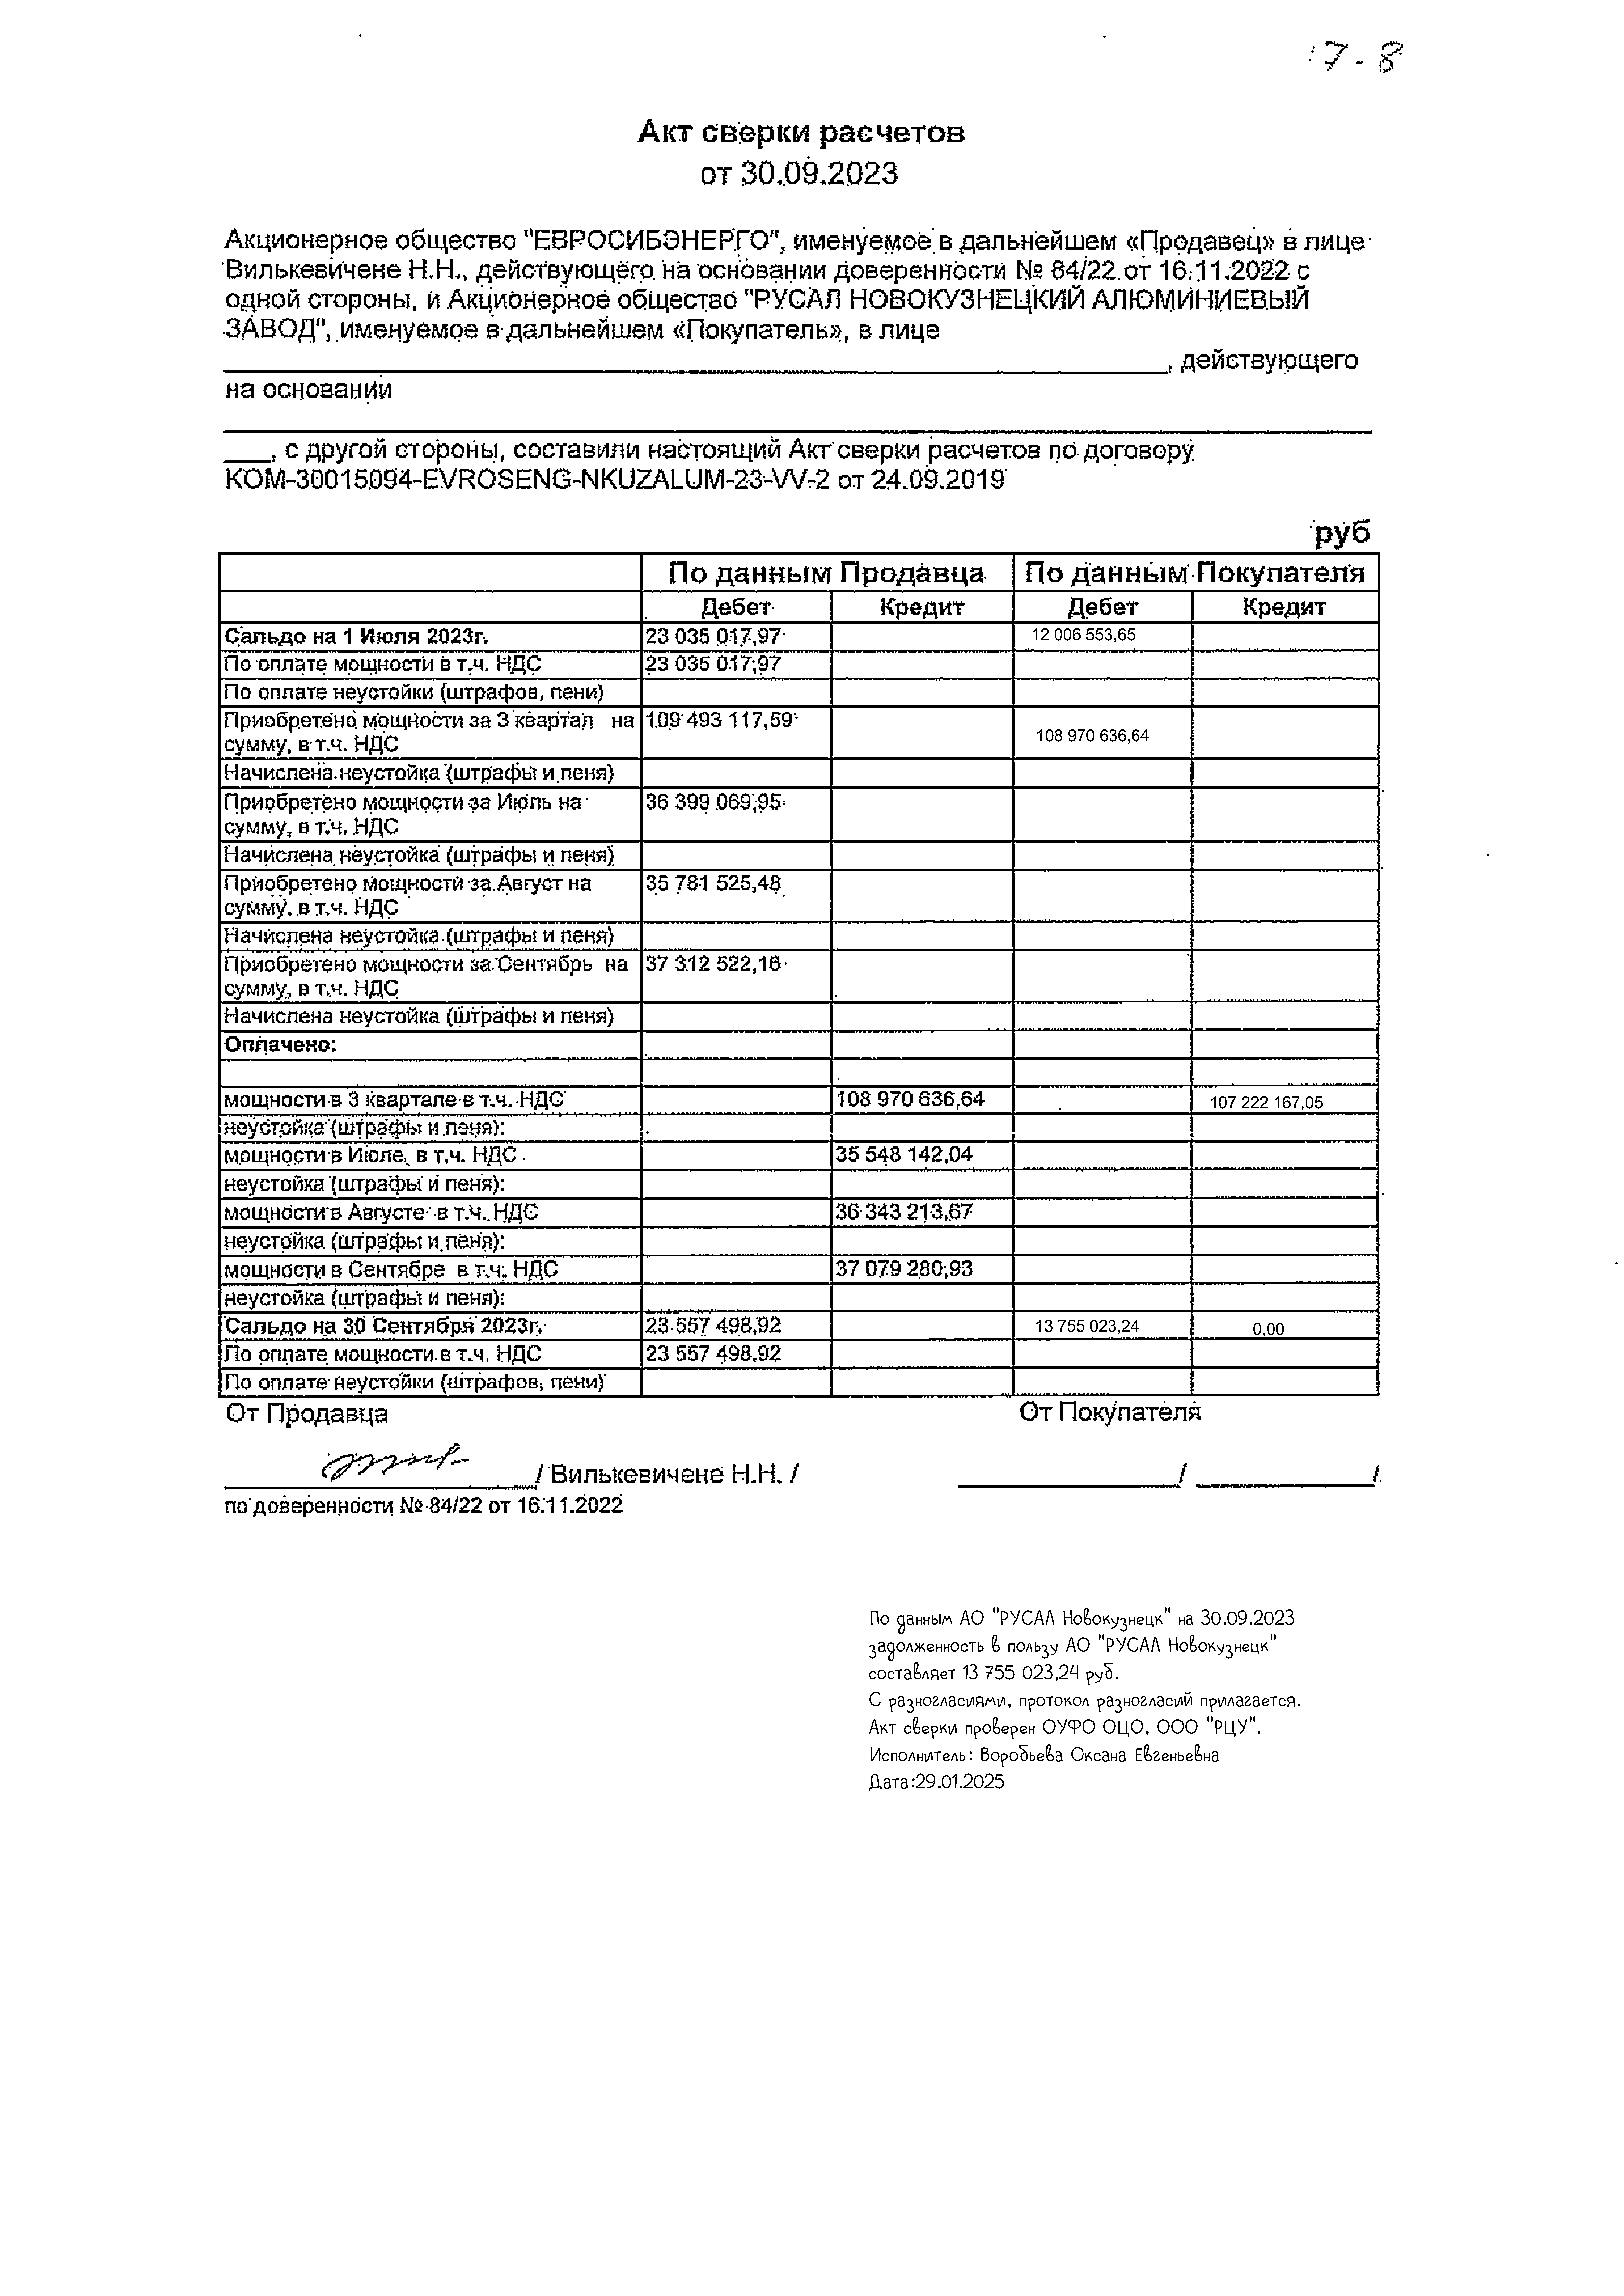 7-8
Акт сверки расчетов
от 30.09.2023
Акционерное общество "ЕВРОСИБЭНЕРГО", именуемое в дальнейшем «Продавец» в лице
Вилькевичене Н.Н., действующего на основании доверенности № 84/22 от 16.11.2022 с
одной стороны, и Акционерное общество "РУСАЛ НОВОКУЗНЕЦКИЙ АЛЮМИНИЕВЫЙ
ЗАВОД", именуемое в дальнейшем «Покупатель», в лице
, действующего
на основании
___, с другой стороны, составили настоящий Акт сверки расчетов по договору
KOM-30015094-EVROSENG-NKUZALUM-23-VV-2 от 24.09.2019
руб
По данным Продавца По данным Покупателя
Дебет Кредит Дебет Кредит
Сальдо на 1 Июля 2023г. 23 035 017,97 12 006 553,65
По оплате мощности в т.ч. НДС 23 035 017,97
По оплате неустойки (штрафов, пени)
Приобретено мощности за 3 квартал на 109 493 117,59
сумму, в т.ч. НДС 108 970 636,64
Начислена неустойка (штрафы и пеня)
Приобретено мощности за Июль на 36 399 069,95
сумму, в т.ч. НДС
Начислена неустойка (штрафы и пеня)
Приобретено мощности за Август на 35 781 525,48
сумму, в т.ч. НДС
Начислена неустойка (штрафы и пеня)
Приобретено мощности за Сентябрь на 37 312 522,16
сумму, в т.ч. НДС
Начислена неустойка (штрафы и пеня)
Оплачено:
мощности в 3 квартале в т.ч. НДС 108 970 636,64 107 222 167,05
неустойка (штрафы и пеня):
мощности в Июле, в т.ч. НДС 35 548 142,04
неустойка (штрафы и пеня):
мощности в Августе в т.ч. НДС 36 343 213,67
неустойка (штрафы и пеня):
мощности в Сентябре в т.ч. НДС 37 079 280,93
неустойка (штрафы и пеня):
Сальдо на 30 Сентября 2023г. 23 557 498,92 13 755 023,24 0,00
По оплате мощности в т.ч. НДС 23 557 498,92
По оплате неустойки (штрафов, пени)
От Продавца От Покупателя
/ Вилькевичене Н.Н. / / /
по доверенности № 84/22 от 16.11.2022
По данным АО "РУСАЛ Новокузнецк" на 30.09.2023
задолженность в пользу АО "РУСАЛ Новокузнецк"
составляет 13 755 023,24 руб.
С разногласиями, протокол разногласий прилагается.
Акт сверки проверен ОУФО ОЦО, ООО "РЦУ".
Исполнитель: Воробьева Оксана Евгеньевна
Дата:29.01.2025